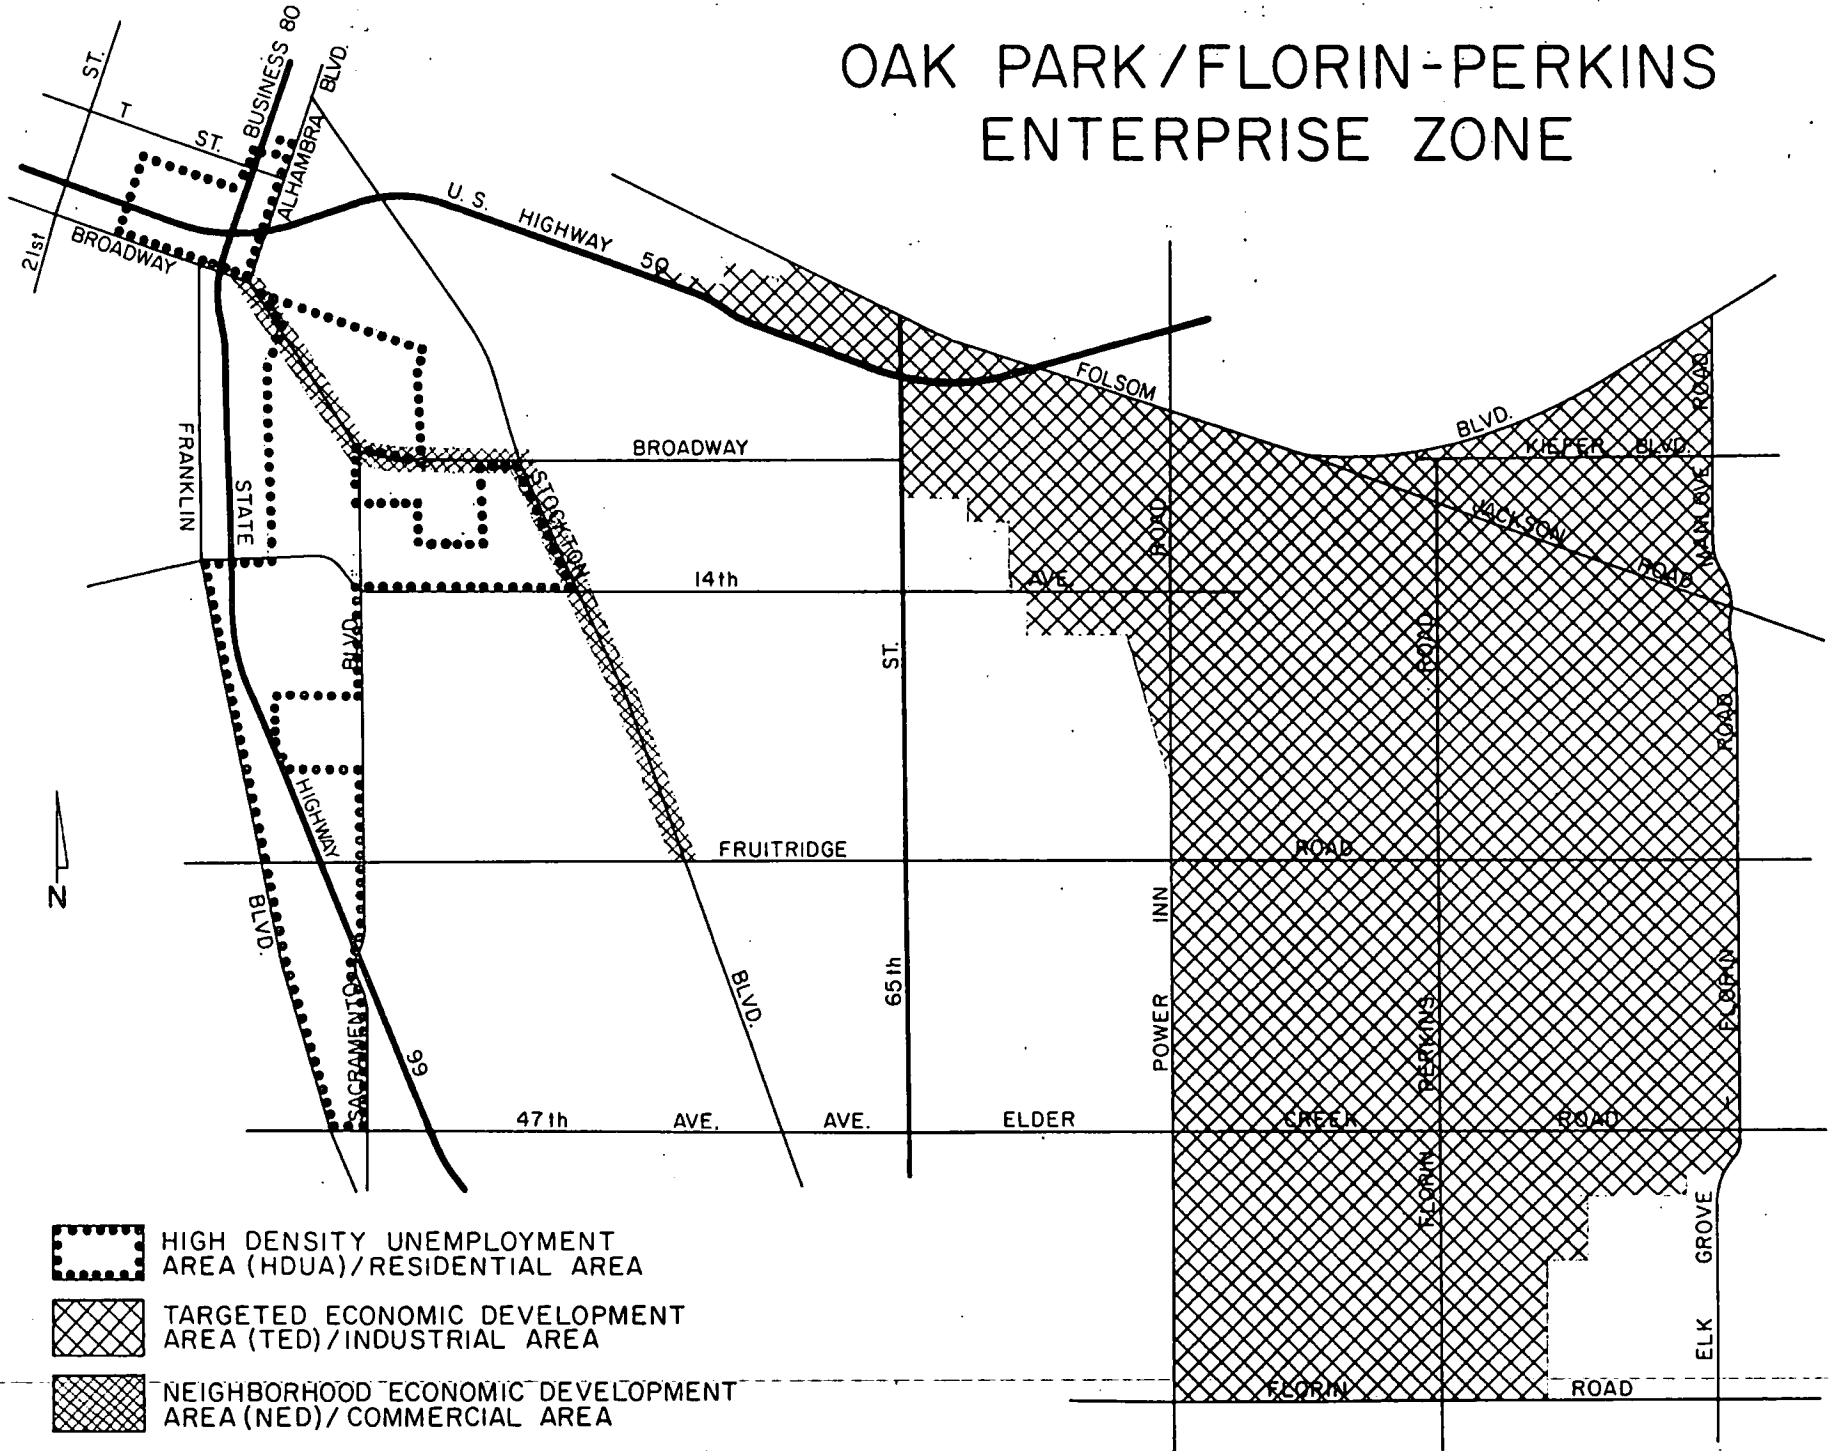 OAK PARK/FLORIN-PERKINS
ENTERPRISE ZONE
ST.
BUSINESS 80
BLVD.
T
ST.
ALHAMBRA
U. S.
HIGHWAY
50
21st
BROADWAY
FOLSOM
BLVD.
KIEFER BLVD.
ROAD
MANLOVE
FRANKLIN
STATE
BROADWAY
STOCKTON
ROAD
JACKSON
ROAD
14th
AVE.
BLVD.
ST.
ROAD
ROAD
HIGHWAY
FRUITRIDGE
ROAD
BLVD.
INN
N
BLVD.
65th
POWER
PERKINS
FLORIN
SACRAMENTO
99
47th
AVE.
AVE.
ELDER
CREEK
ROAD
FLORIN
GROVE
ELK
HIGH DENSITY UNEMPLOYMENT
AREA (HDUA)/RESIDENTIAL AREA
TARGETED ECONOMIC DEVELOPMENT
AREA (TED)/INDUSTRIAL AREA
NEIGHBORHOOD ECONOMIC DEVELOPMENT
AREA (NED)/ COMMERCIAL AREA
FLORIN
ROAD